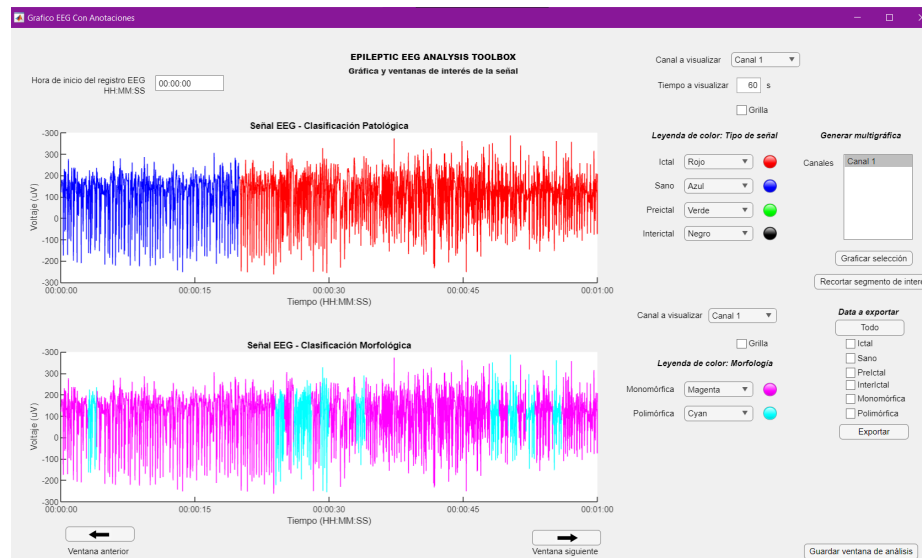 Grafico EEG Con Anotaciones
EPILEPTIC EEG ANALYSIS TOOLBOX
Gráfica y ventanas de interés de la señal
Hora de inicio del registro EEG
HH:MM:SS
00:00:00
Canal a visualizar Canal 1
Tiempo a visualizar 60 s
Grilla
Señal EEG - Clasificación Patológica
-300
300
200
100
0
-100
-200
-300
Voltaje (uV)
00:00:00 00:00:15 00:00:30 00:00:45 00:01:00
Tiempo (HH:MM:SS)
Leyenda de color: Tipo de señal
Ictal Rojo
Sano Azul
Preictal Verde
Interictal Negro
Generar multigráfica
Canales Canal 1
Graficar selección
Recortar segmento de intere
Canal a visualizar Canal 1
Grilla
Señal EEG - Clasificación Morfológica
-300
300
200
100
0
-100
-200
-300
Voltaje (uV)
00:00:00 00:00:15 00:00:30 00:00:45 00:01:00
Tiempo (HH:MM:SS)
Leyenda de color: Morfología
Monomórfica Magenta
Polimórfica Cyan
Data a exportar
Todo
Ictal
Sano
PreIctal
InterIctal
Monomórfica
Polimórfica
Exportar
Ventana anterior
Ventana siguiente
Guardar ventana de análisis